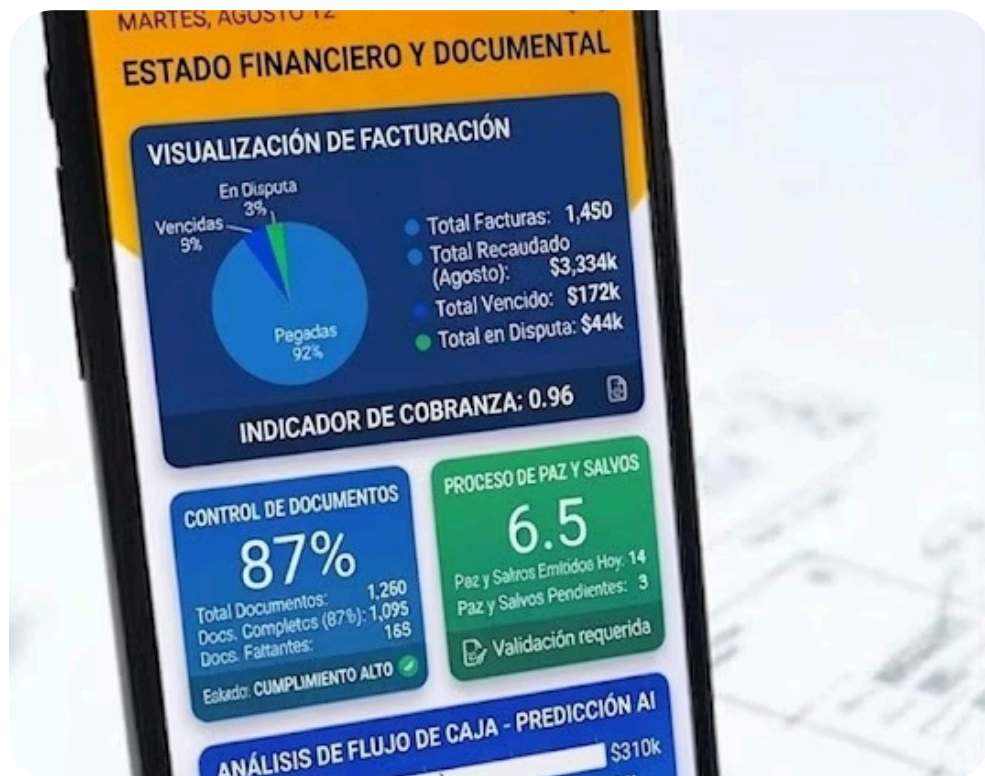 MARTES, AGOSTO 12
ESTADO FINANCIERO Y DOCUMENTAL
VISUALIZACIÓN DE FACTURACIÓN
En Disputa
3%
Vencidas
9%
Pegadas
92%
Total Facturas: 1,450
Total Recaudado
(Agosto): $3,334k
Total Vencido: $172k
Total en Disputa: $44k
INDICADOR DE COBRANZA: 0.96
CONTROL DE DOCUMENTOS
87%
Total Documentos: 1,260
Docs. Completos (87%): 1,095
Docs. Faltantes: 165
Estado: CUMPLIMIENTO ALTO
PROCESO DE PAZ Y SALVOS
6.5
Paz y Salvos Emitidos Hoy: 14
Paz y Salvos Pendientes: 3
Validación requerida
ANÁLISIS DE FLUJO DE CAJA - PREDICCIÓN AI
$310k